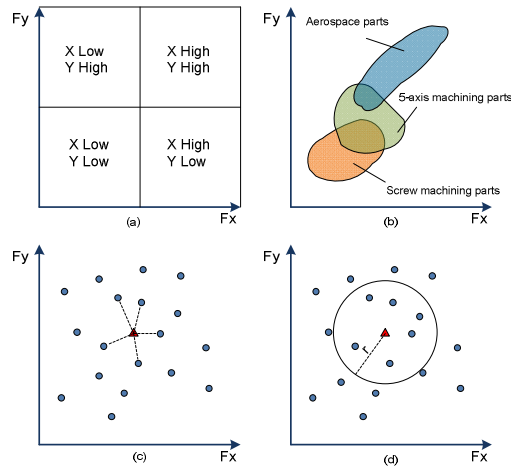 Fy
X Low
Y High
X High
Y High
X Low
Y Low
X High
Y Low
Fx
(a)
Fy
Aerospace parts
5-axis machining parts
Screw machining parts
Fx
(b)
Fy
Fx
(c)
Fy
r
Fx
(d)